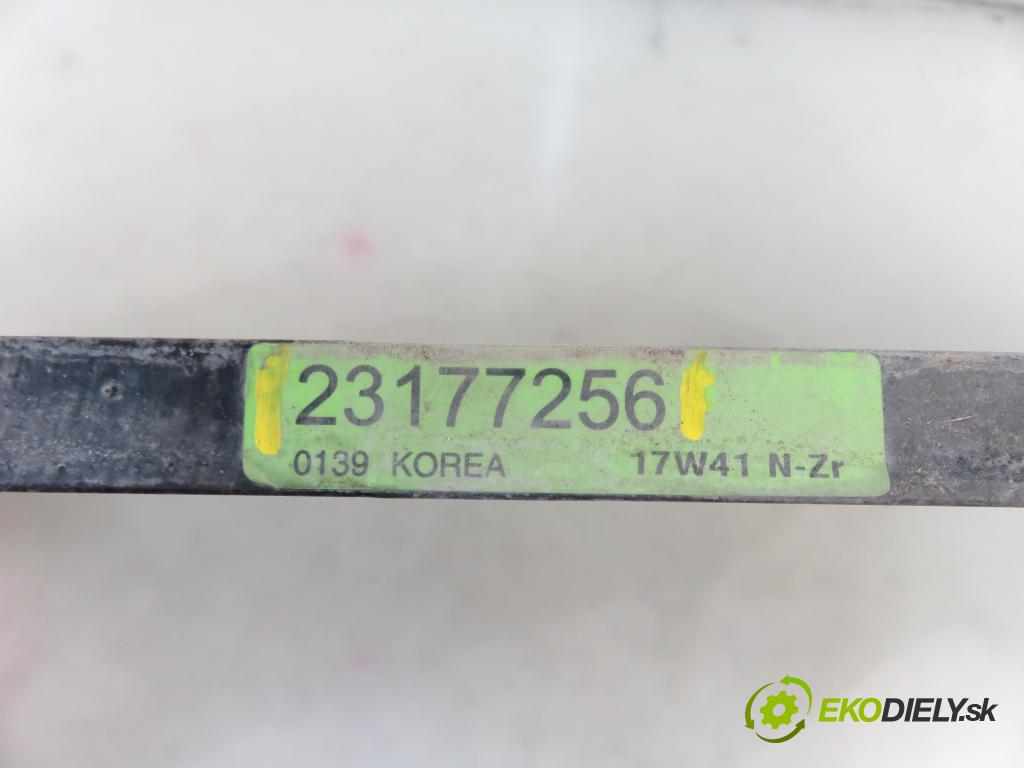 23177256
0139 KOREA 17W41 N-Zr
EKODIELY.sk